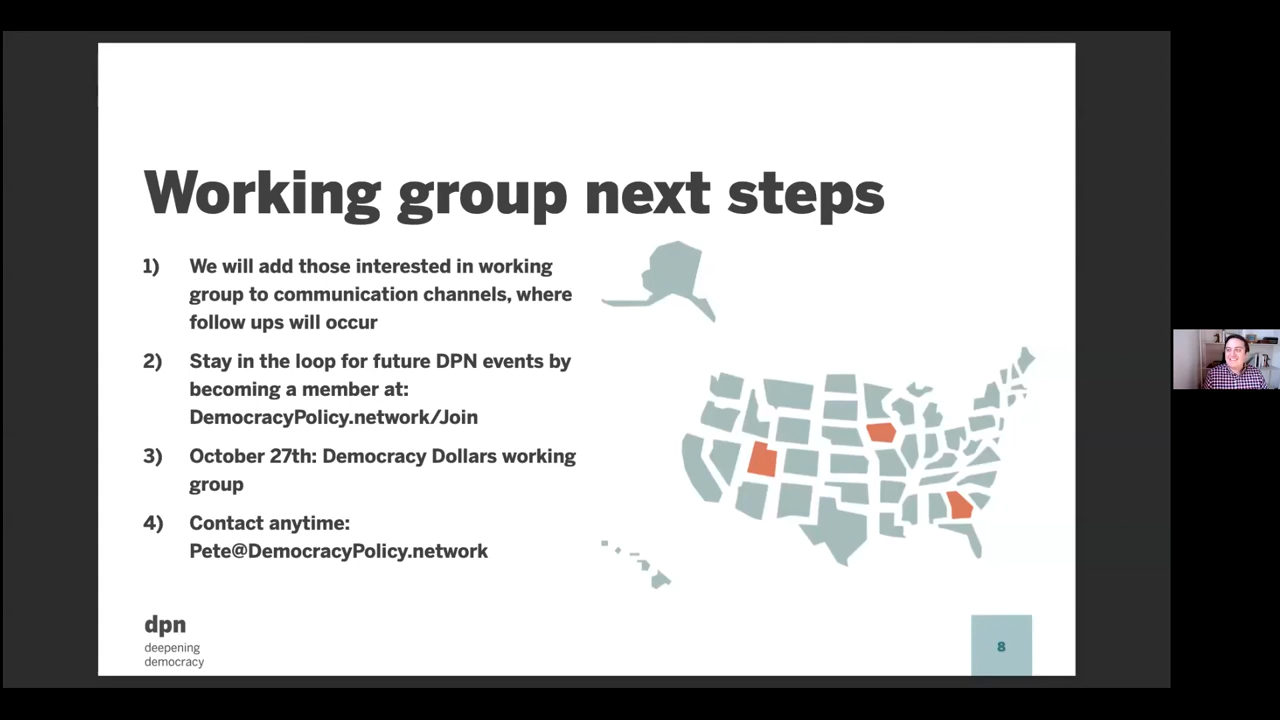 Working group next steps
1) We will add those interested in working
group to communication channels, where
follow ups will occur
2) Stay in the loop for future DPN events by
becoming a member at:
DemocracyPolicy.network/Join
3) October 27th: Democracy Dollars working
group
4) Contact anytime:
Pete@DemocracyPolicy.network
dpn
deepening
democracy
8